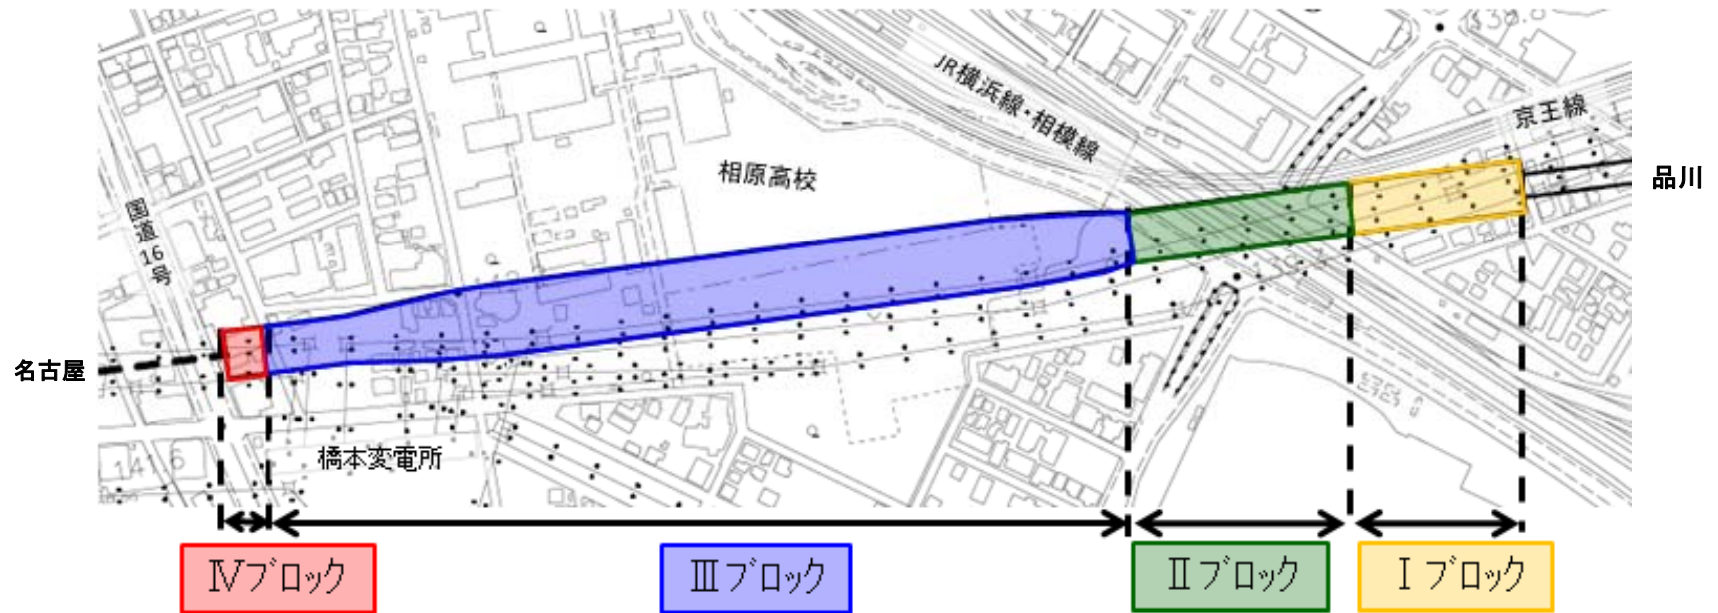 JR横浜線・相模線
京王線
相原高校
品川
国道16号
名古屋
橋本変電所
Ⅳブロック
Ⅲブロック
Ⅱブロック
Ⅰブロック